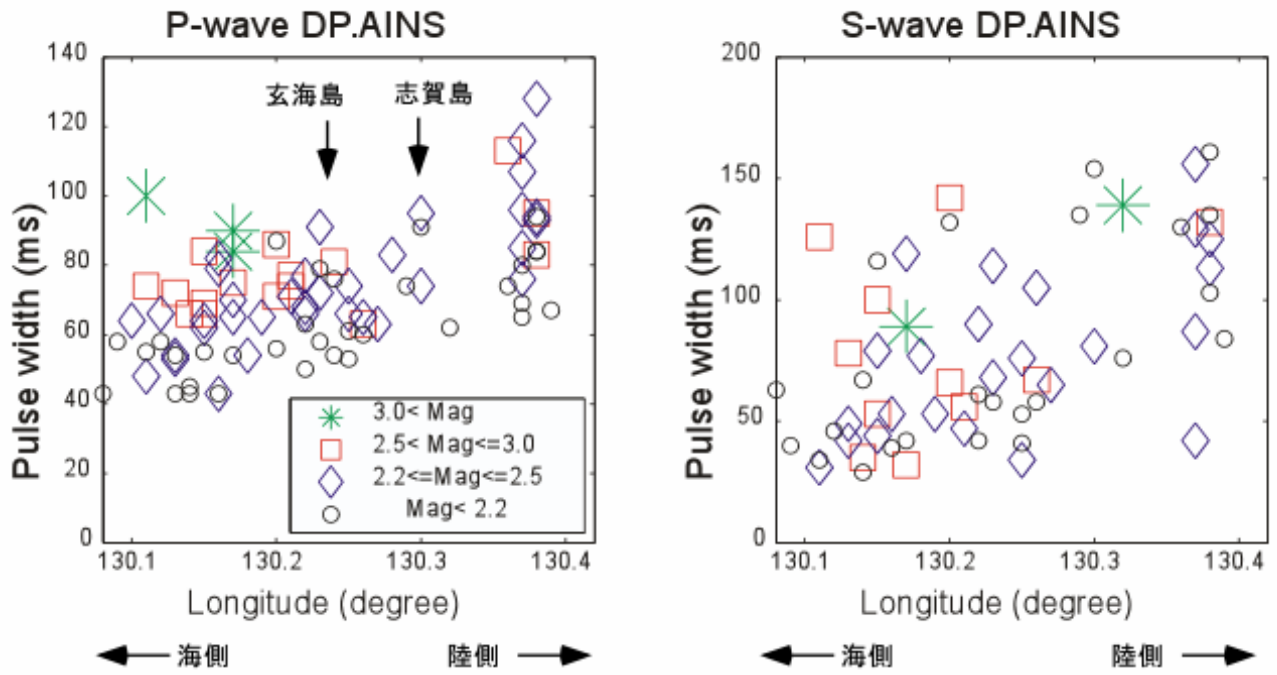 P-wave DP.AINS
140
120
100
80
60
40
20
0
Pulse width (ms)
玄海島
志賀島
3.0< Mag
2.5< Mag<=3.0
2.2<=Mag<=2.5
Mag< 2.2
130.1 130.2 130.3 130.4
Longitude (degree)
海側 陸側
S-wave DP.AINS
200
150
100
50
0
Pulse width (ms)
130.1 130.2 130.3 130.4
Longitude (degree)
海側 陸側